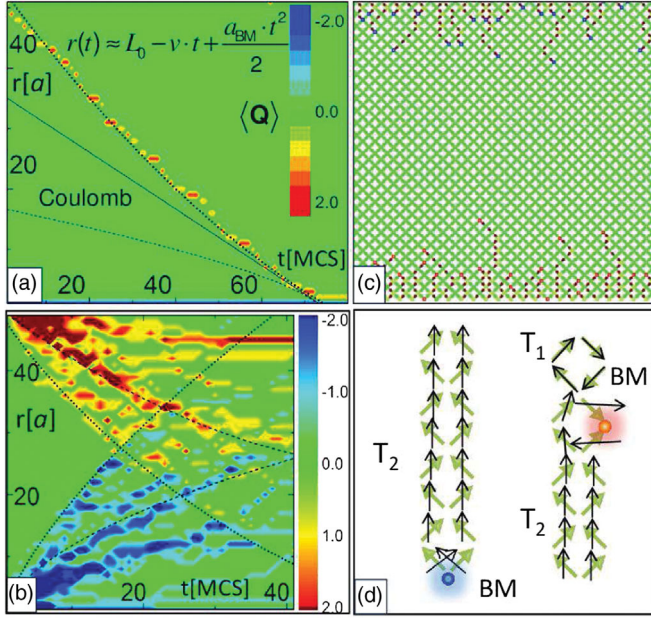 40
r(t) ≈ L₀ − v · t + a_BM · t² / 2
r[a]
⟨Q⟩
20
Coulomb
t[MCS]
(a)
20
40
60
-2.0
0.0
2.0
(c)
40
r[a]
20
t[MCS]
(b)
20
40
-2.0
-1.0
0.0
1.0
2.0
T₁
BM
T₂
T₂
(d)
BM